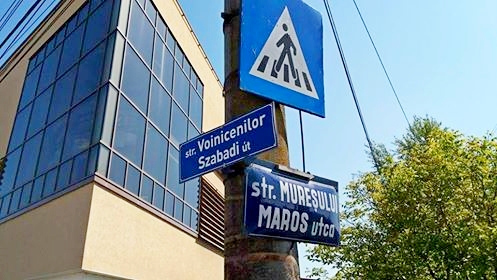 str. Voinicenilor
Szabadi út
str. MUREŞULUI
MAROS utca